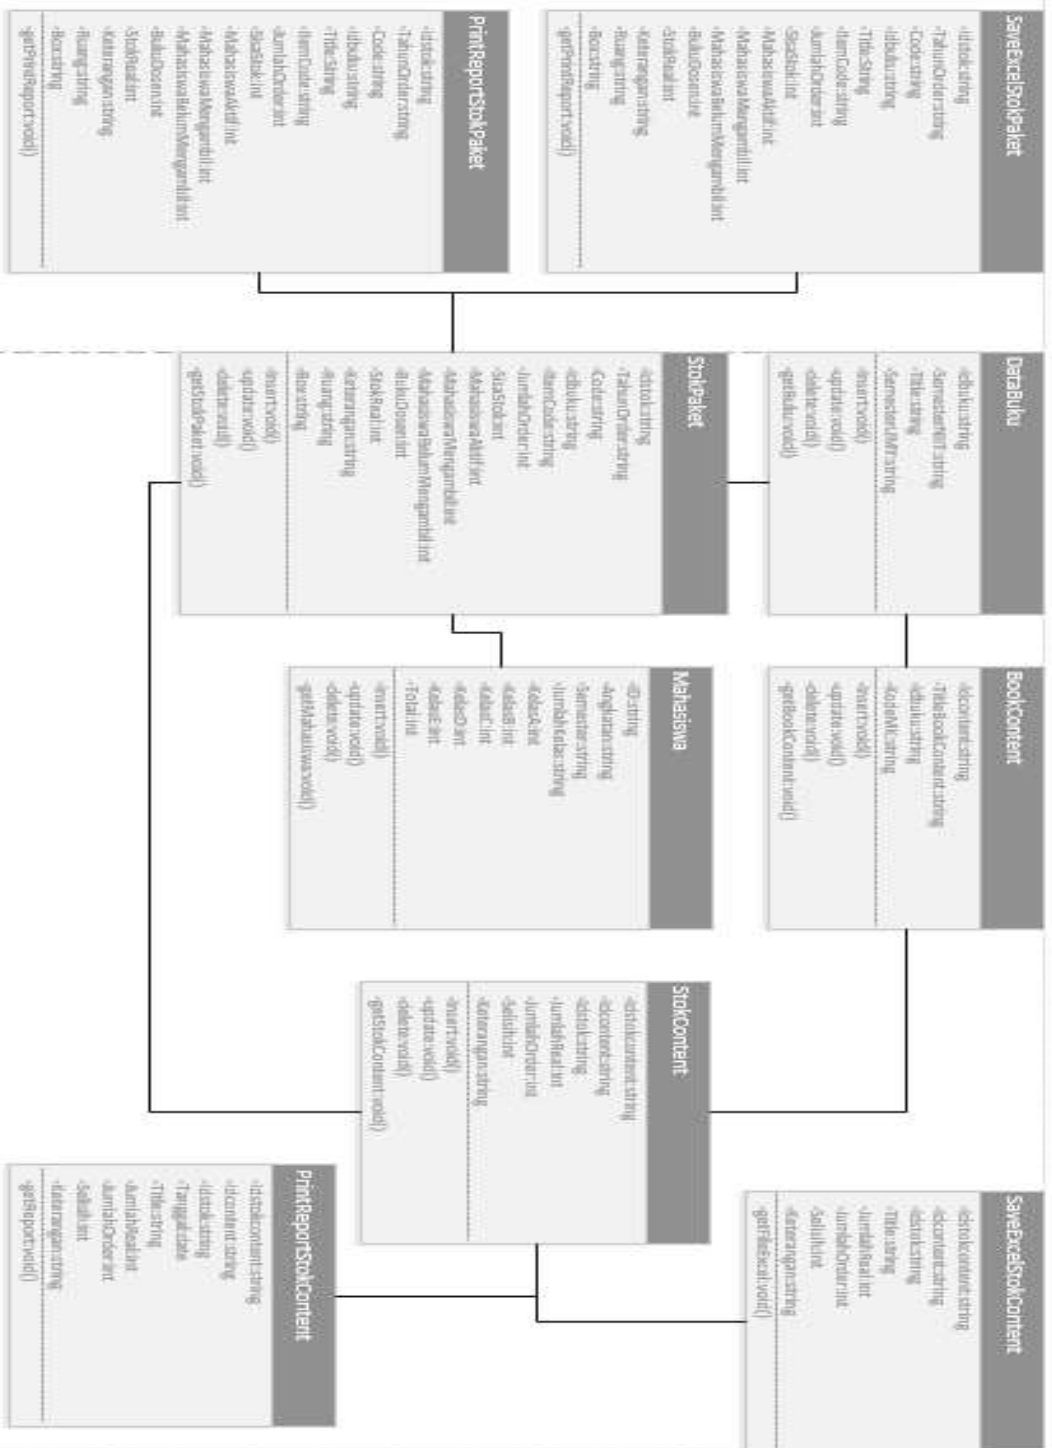 SaveExcelStokPaket
-idstok:string
-TahunOrder:string
-Code:string
-idbuku:string
-Title:String
-ItemCode:string
-JumlahOrder:int
-SisaStok:int
-MahasiswaAktif:int
-MahasiswaMengambil:int
-MahasiswaBelumMengambil:int
-BukuDosen:int
-StokReal:int
-Keterangan:string
-Ruang:string
-Box:string
-getPrintReport:void()
PrintReportStokPaket
-idstok:string
-TahunOrder:string
-Code:string
-idbuku:string
-Title:String
-ItemCode:string
-JumlahOrder:int
-SisaStok:int
-MahasiswaAktif:int
-MahasiswaMengambil:int
-MahasiswaBelumMengambil:int
-BukuDosen:int
-StokReal:int
-Keterangan:string
-Ruang:string
-Box:string
-getPrintReport:void()
DataBuku
-idbuku:string
-Title:string
-insert:void()
-update:void()
-delete:void()
-getBuku:void()
StokPaket
-idstok:string
-TahunOrder:string
-Code:string
-idbuku:string
-ItemCode:string
-JumlahOrder:int
-SisaStok:int
-MahasiswaAktif:int
-MahasiswaMengambil:int
-MahasiswaBelumMengambil:int
-BukuDosen:int
-StokReal:int
-Keterangan:string
-Ruang:string
-Box:string
-insert:void()
-update:void()
-delete:void()
-getStokPaket:void()
BookContent
-idcontent:string
-TitleBookContent:string
-idbuku:string
-KodeMK:string
-insert:void()
-update:void()
-delete:void()
-getBookContent:void()
Mahasiswa
-ID:string
-Angkatan:string
-Semester:string
-JumlahKelas:string
-KelasA:int
-KelasB:int
-KelasC:int
-KelasD:int
-KelasE:int
-Total:int
-insert:void()
-update:void()
-delete:void()
-getMahasiswa:void()
StokContent
-idstokcontent:string
-idcontent:string
-idstok:string
-JumlahReal:int
-JumlahOrder:int
-Selisih:int
-Keterangan:string
-insert:void()
-update:void()
-delete:void()
-getStokContent:void()
SaveExcelStokContent
-idstokcontent:string
-idcontent:string
-idstok:string
-Title:string
-JumlahReal:int
-JumlahOrder:int
-Selisih:int
-Keterangan:string
-getFileExcel:void()
PrintReportStokContent
-idstokcontent:string
-idcontent:string
-idstok:string
-Tanggal:date
-Title:string
-JumlahReal:int
-JumlahOrder:int
-Selisih:int
-Keterangan:string
-getReport:void()